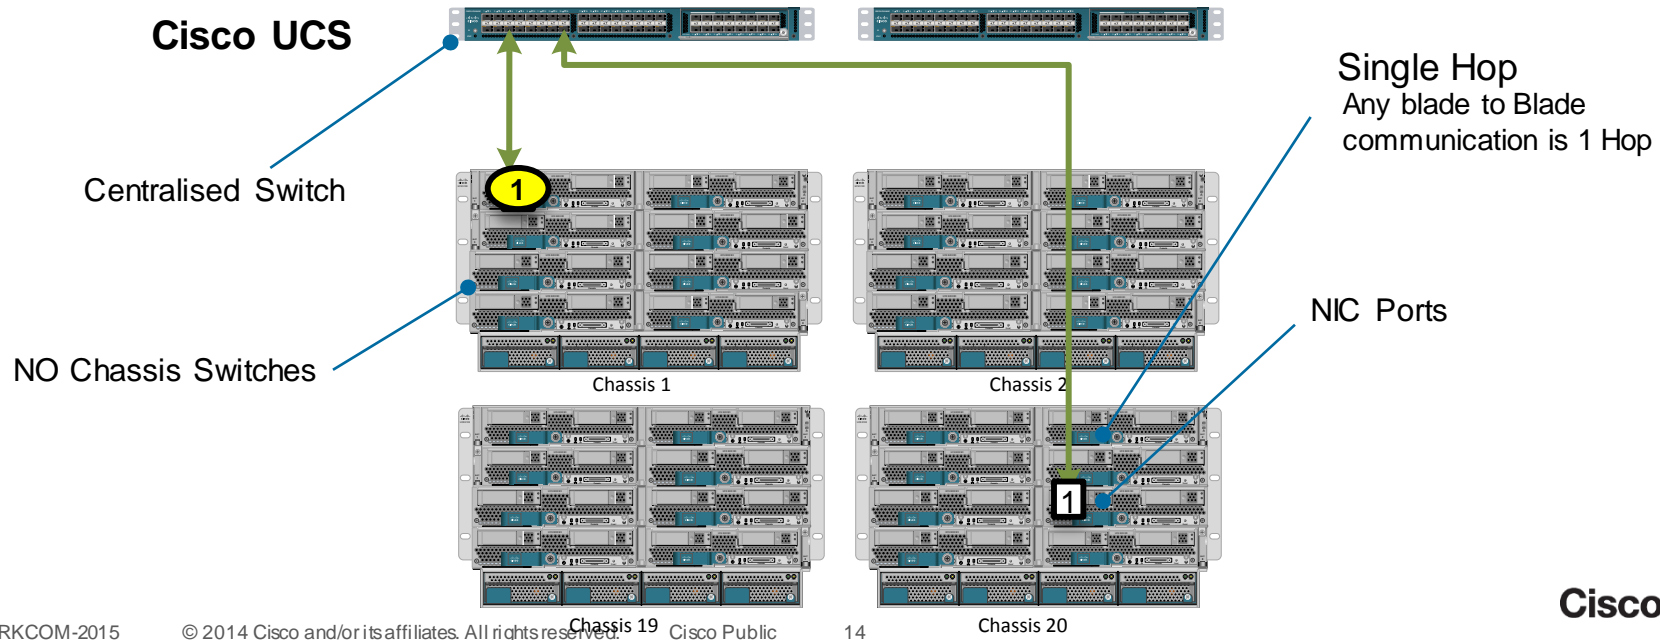 Cisco UCS
Single Hop
Any blade to Blade
communication is 1 Hop
Centralised Switch
1
NIC Ports
NO Chassis Switches
Chassis 1
Chassis 2
1
Chassis 19
Chassis 20
RKCOM-2015
© 2014 Cisco and/or its affiliates. All rights reserved.
Cisco Public
14
Cisco